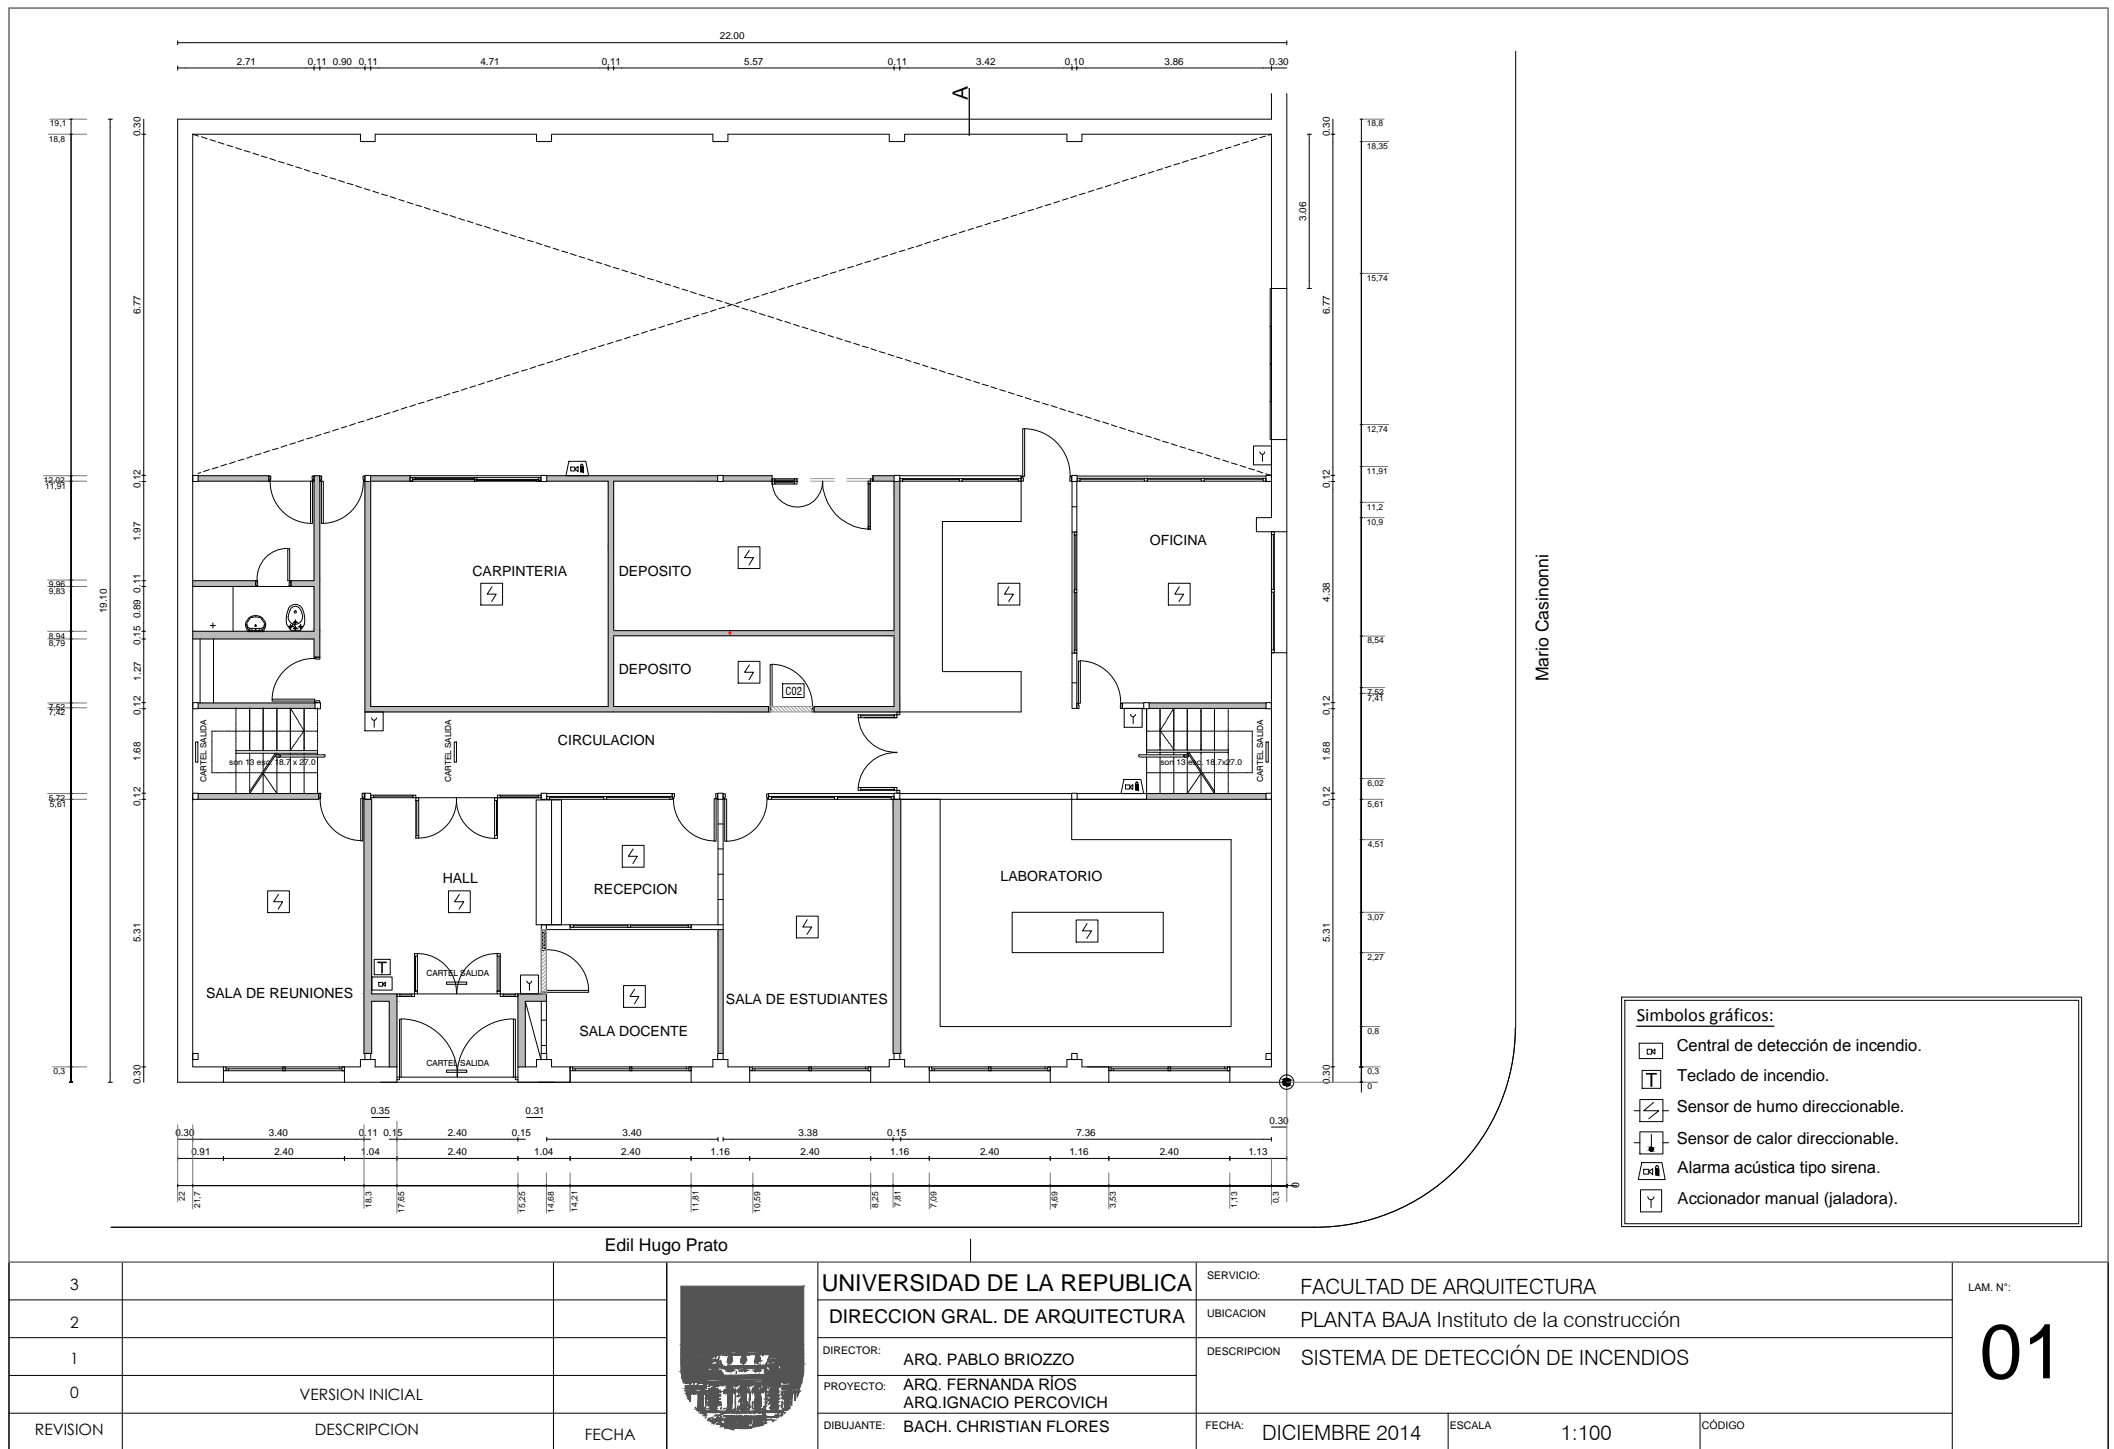 22.00
2.71 0.11 0.90 0.11 4.71 0.11 5.57 0.11 3.42 0.10 3.86 0.30
A
19,1
18,8
12,02
11,91
9,96
9,83
8,94
8,79
7,52
7,42
5,72
5,61
0,3
19.10
0.30
6.77
0.12
1.97
0.11
0.89
0.15
1.27
0.12
1.68
0.12
5.31
0.30
OFICINA
CARPINTERIA
DEPOSITO
DEPOSITO
C02
CIRCULACION
CARTEL SALIDA
CARTEL SALIDA
CARTEL SALIDA
son 13 esc. 18.7 x 27.0
son 13 esc. 18.7x27.0
HALL
RECEPCION
LABORATORIO
T
CARTEL SALIDA
SALA DE REUNIONES
SALA DE ESTUDIANTES
SALA DOCENTE
CARTEL SALIDA
3.06
0.30
6.77
0.12
4.38
0.12
1.68
0.12
5.31
0.30
18,8
18,35
15,74
12,74
11,91
11,2
10,9
8,54
7,52
7,41
6,02
5,61
4,51
3,07
2,27
0,8
0,3
0
Mario Casinonni
0.35 0.31 0.30
0.30 3.40 0.11 0.15 2.40 0.15 3.40 3.38 0.15 7.36
0.91 2.40 1.04 2.40 1.04 2.40 1.16 2.40 1.16 2.40 1.16 2.40 1.13
22 21,7 18,3 17,65 15,25 14,68 14,21 11,81 10,59 8,25 7,81 7,09 4,69 3,53 1,13 0,3 0
Edil Hugo Prato
Simbolos gráficos:
Central de detección de incendio.
T Teclado de incendio.
Sensor de humo direccionable.
Sensor de calor direccionable.
Alarma acústica tipo sirena.
Accionador manual (jaladora).
3
2
1
0 VERSION INICIAL
REVISION DESCRIPCION FECHA
UNIVERSIDAD DE LA REPUBLICA
DIRECCION GRAL. DE ARQUITECTURA
DIRECTOR: ARQ. PABLO BRIOZZO
PROYECTO: ARQ. FERNANDA RÍOS
ARQ.IGNACIO PERCOVICH
DIBUJANTE: BACH. CHRISTIAN FLORES
SERVICIO: FACULTAD DE ARQUITECTURA
UBICACION PLANTA BAJA Instituto de la construcción
DESCRIPCION SISTEMA DE DETECCIÓN DE INCENDIOS
FECHA: DICIEMBRE 2014 ESCALA 1:100 CÓDIGO
LAM. N°:
01